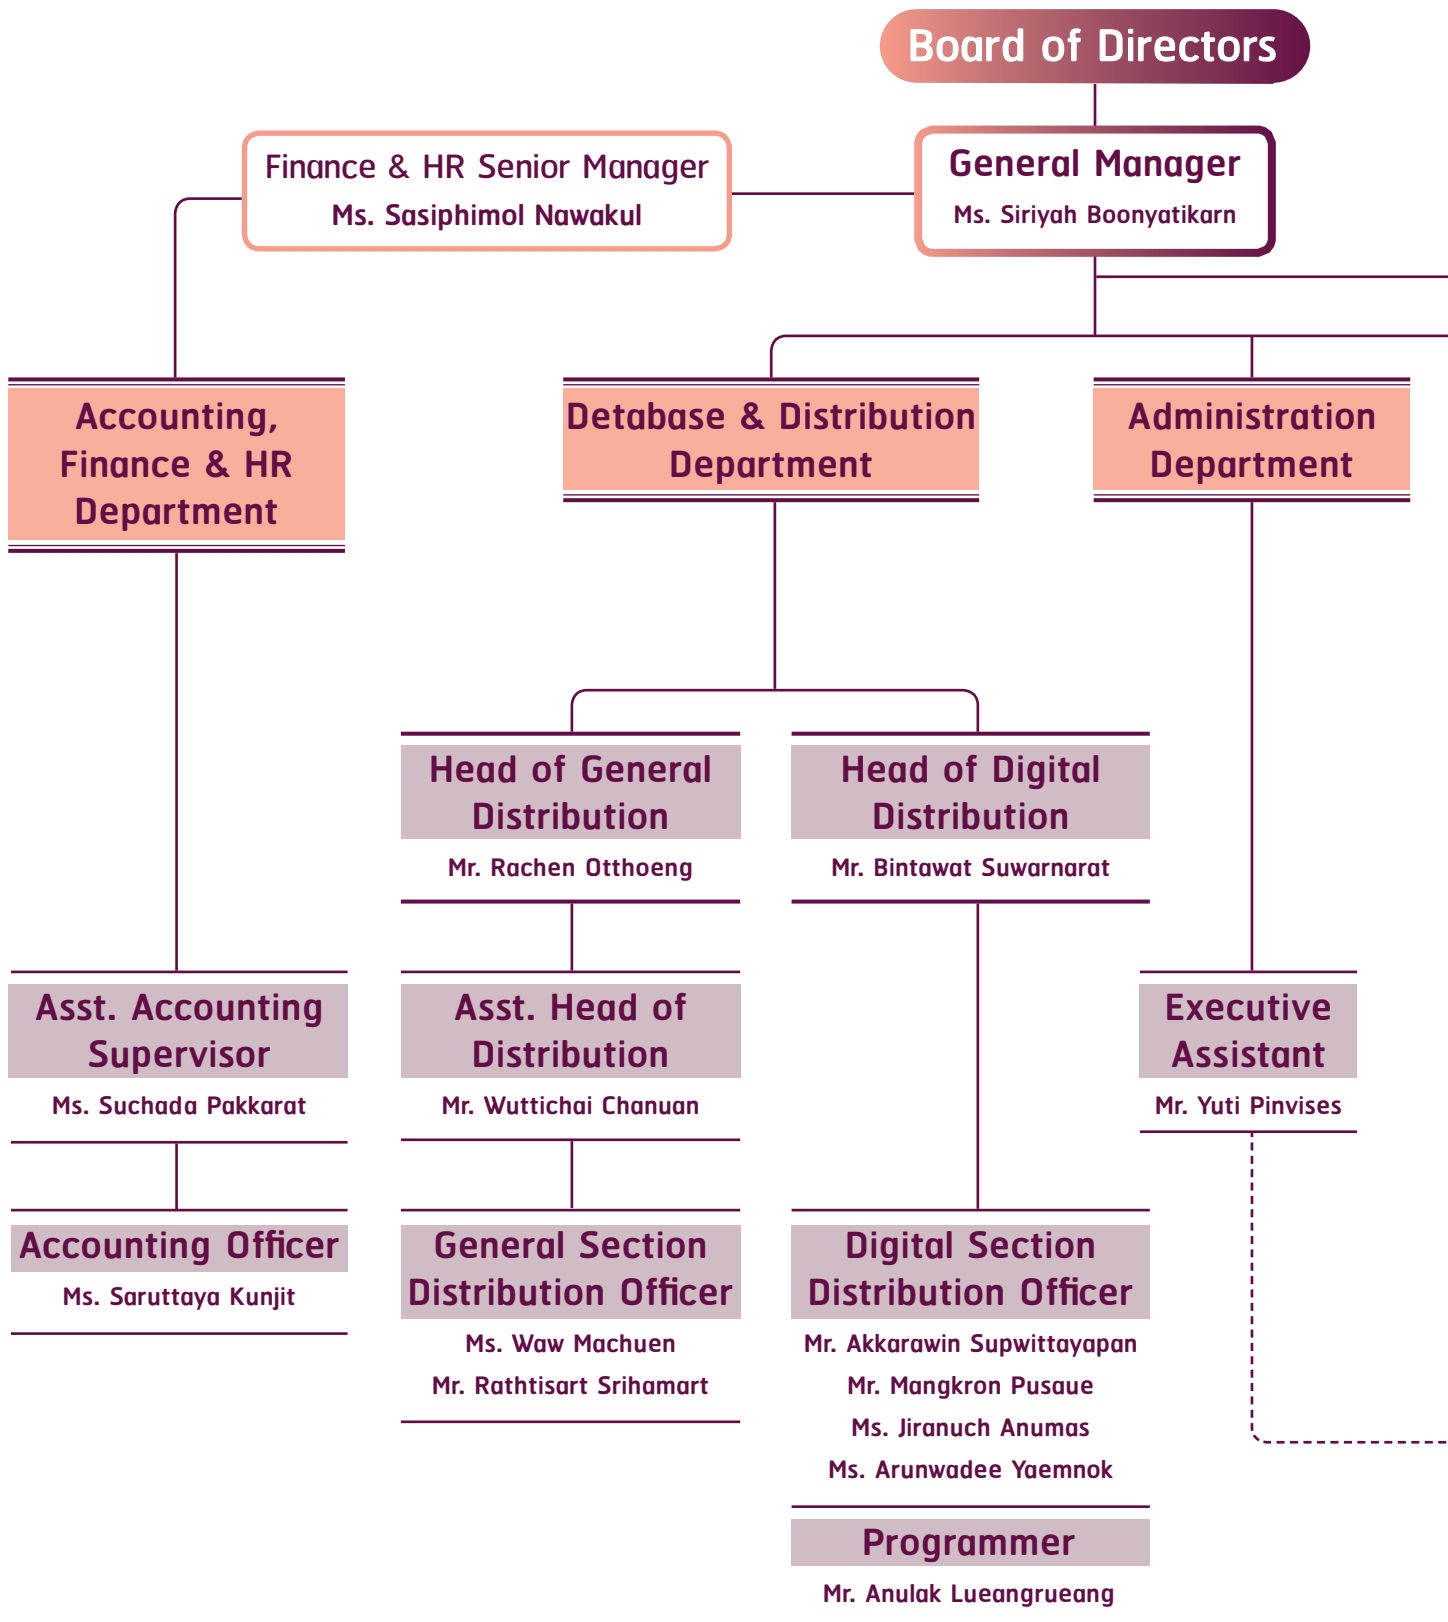 Board of Directors
Finance & HR Senior Manager
Ms. Sasiphimol Nawakul
General Manager
Ms. Siriyah Boonyatikarn
Accounting,
Finance & HR
Department
Detabase & Distribution
Department
Administration
Department
Head of General
Distribution
Mr. Rachen Otthoeng
Head of Digital
Distribution
Mr. Bintawat Suwarnarat
Asst. Accounting
Supervisor
Ms. Suchada Pakkarat
Asst. Head of
Distribution
Mr. Wuttichai Chanuan
Executive
Assistant
Mr. Yuti Pinvises
Accounting Officer
Ms. Saruttaya Kunjit
General Section
Distribution Officer
Ms. Waw Machuen
Mr. Rathtisart Srihamart
Digital Section
Distribution Officer
Mr. Akkarawin Supwittayapan
Mr. Mangkron Pusaue
Ms. Jiranuch Anumas
Ms. Arunwadee Yaemnok
Programmer
Mr. Anulak Lueangrueang